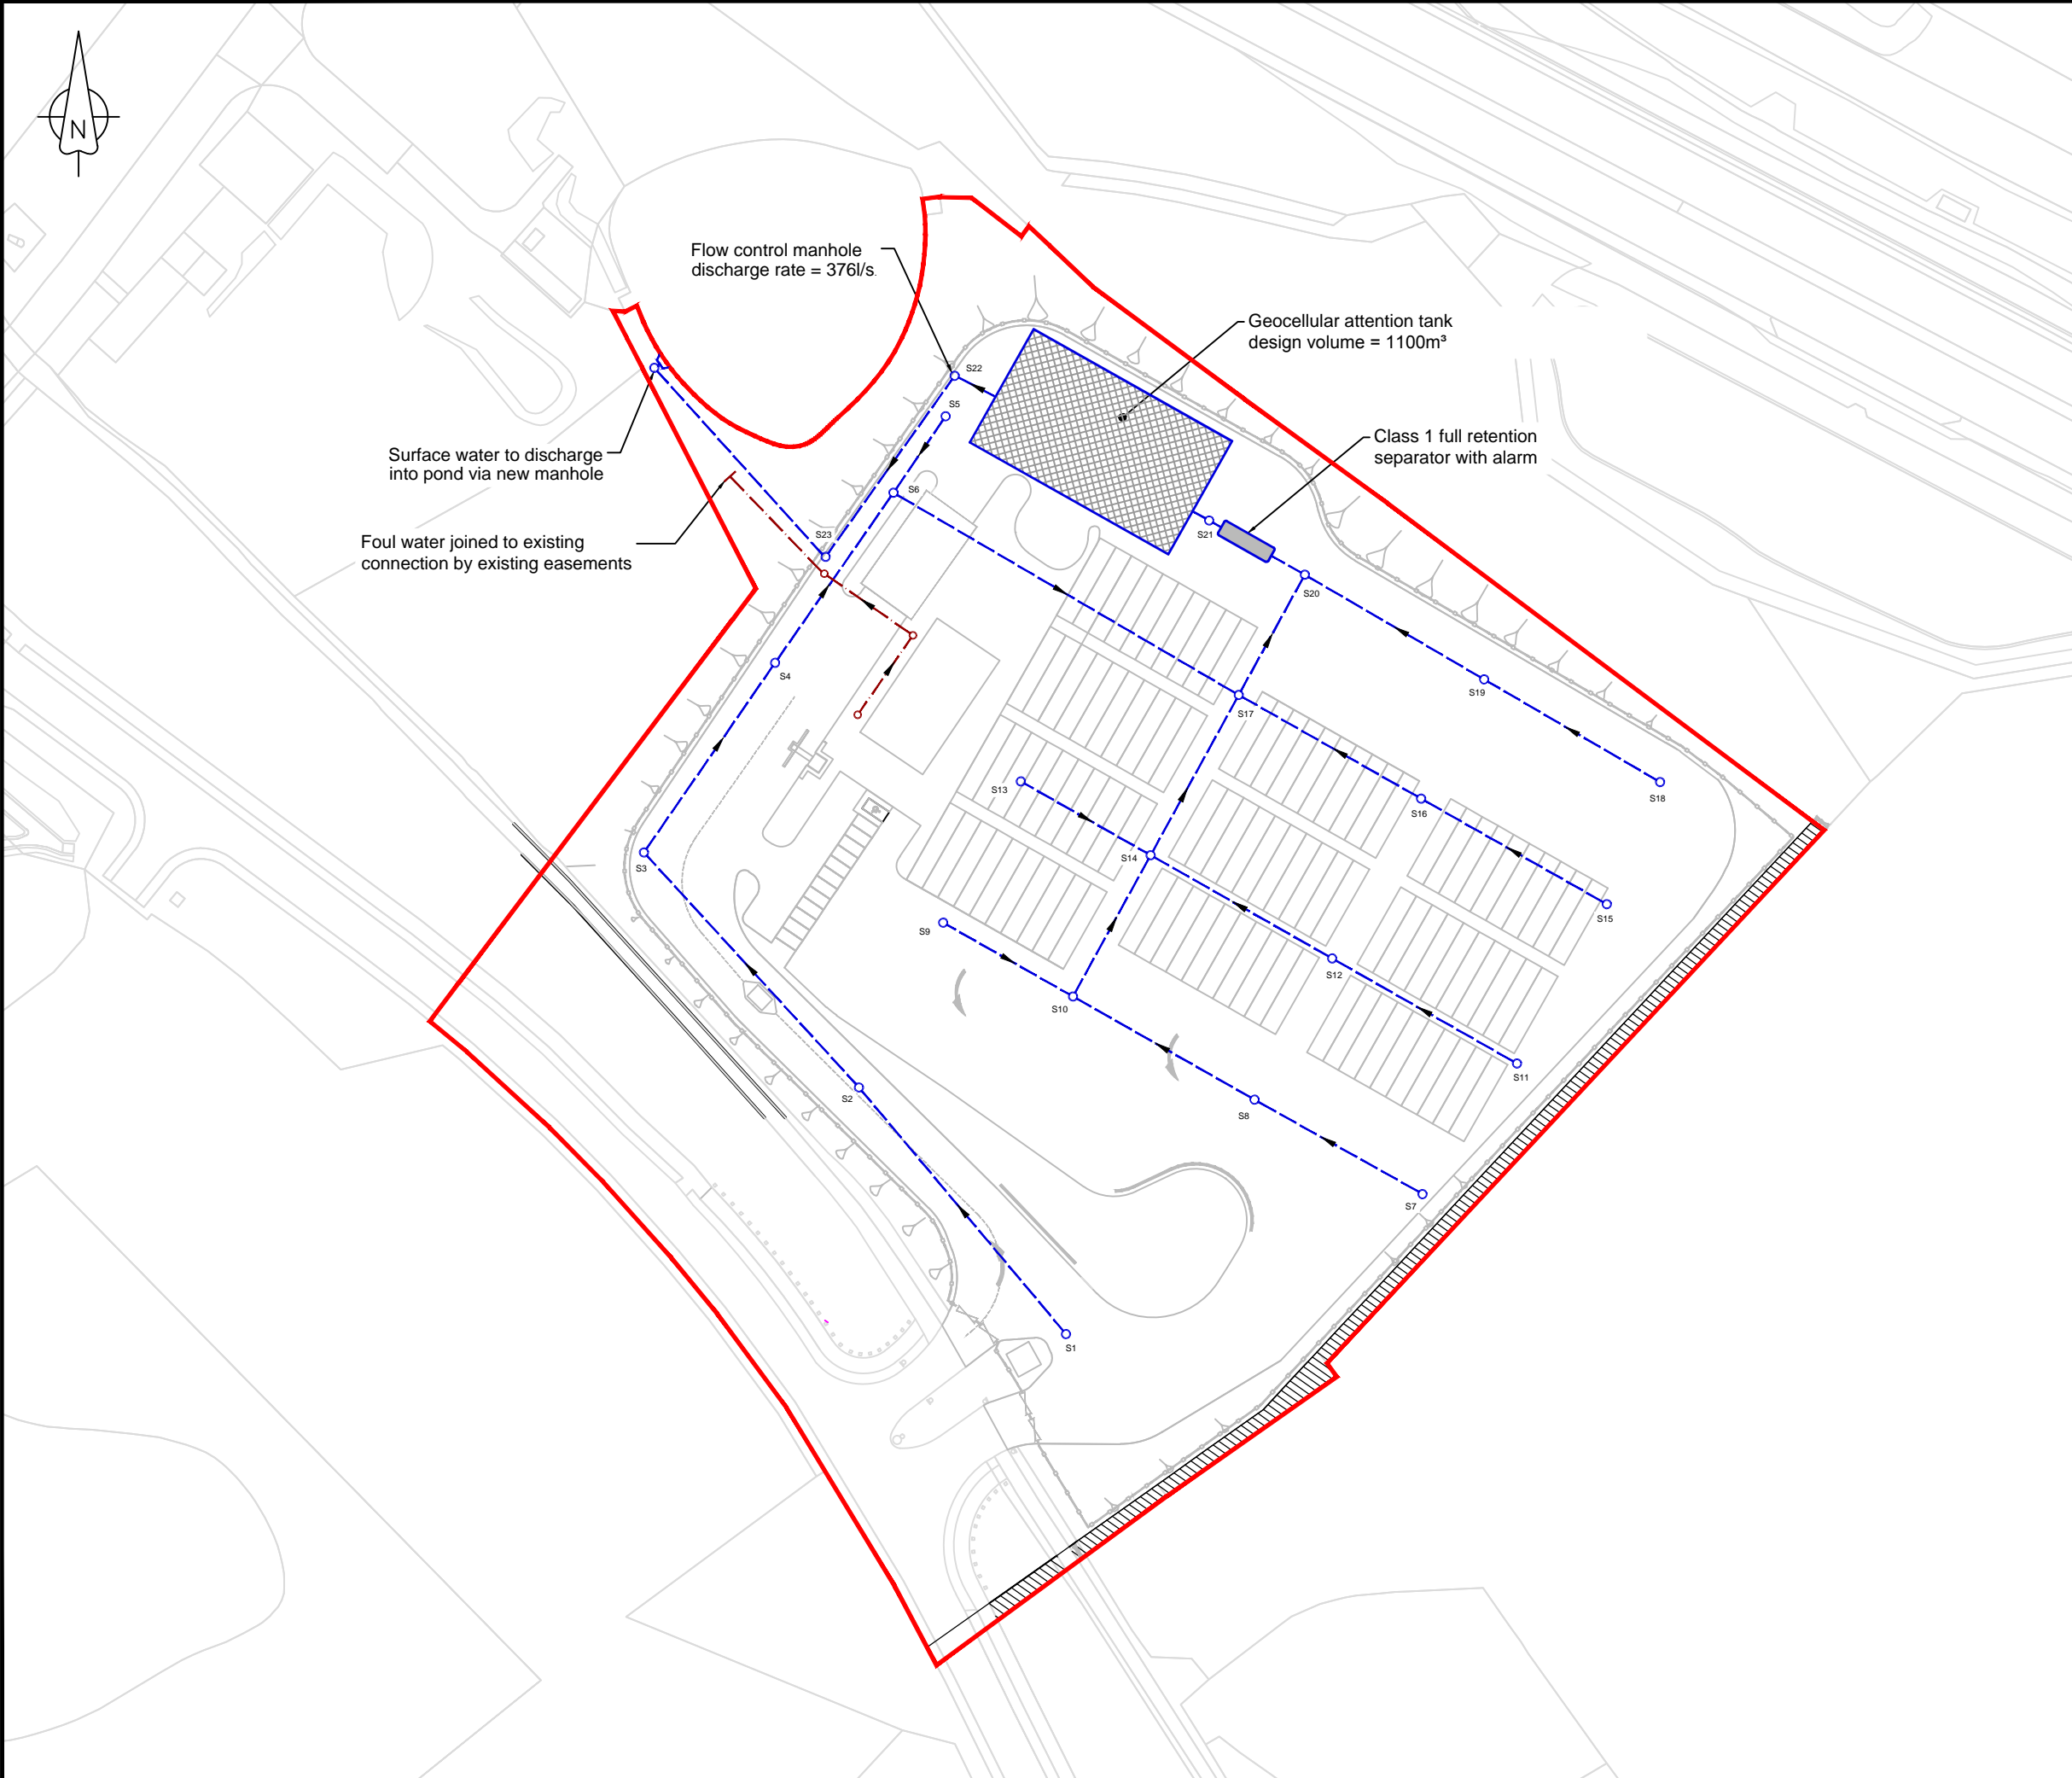 N
Flow control manhole
discharge rate = 376l/s.
Geocellular attention tank
design volume = 1100m³
Class 1 full retention
separator with alarm
Surface water to discharge
into pond via new manhole
Foul water joined to existing
connection by existing easements
S22
S5
S6
S21
S23
S20
S4
S19
S17
S13
S18
S16
S14
S3
S15
S9
S12
S10
S11
S2
S8
S7
S1